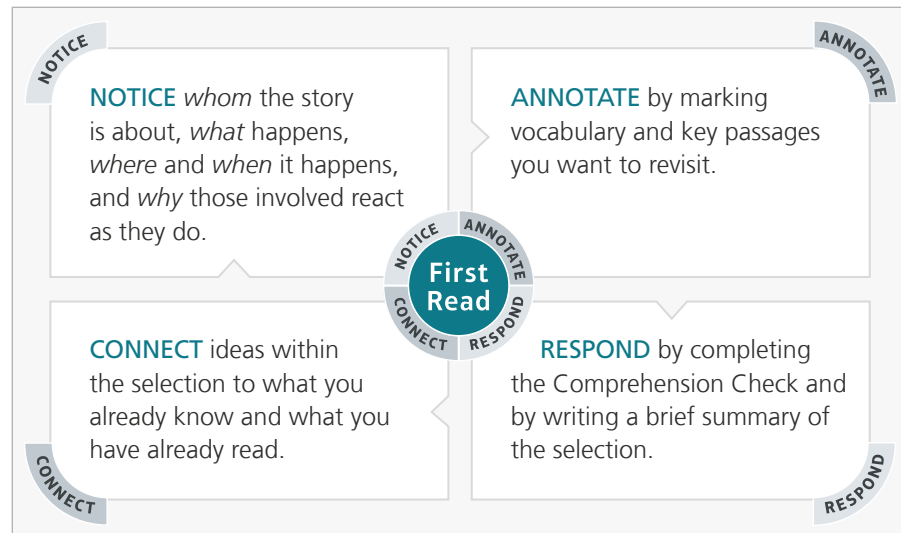 NOTICE
ANNOTATE
NOTICE whom the story
is about, what happens,
where and when it happens,
and why those involved react
as they do.
ANNOTATE by marking
vocabulary and key passages
you want to revisit.
NOTICE
ANNOTATE
First
Read
CONNECT
RESPOND
CONNECT ideas within
the selection to what you
already know and what you
have already read.
RESPOND by completing
the Comprehension Check and
by writing a brief summary of
the selection.
CONNECT
RESPOND